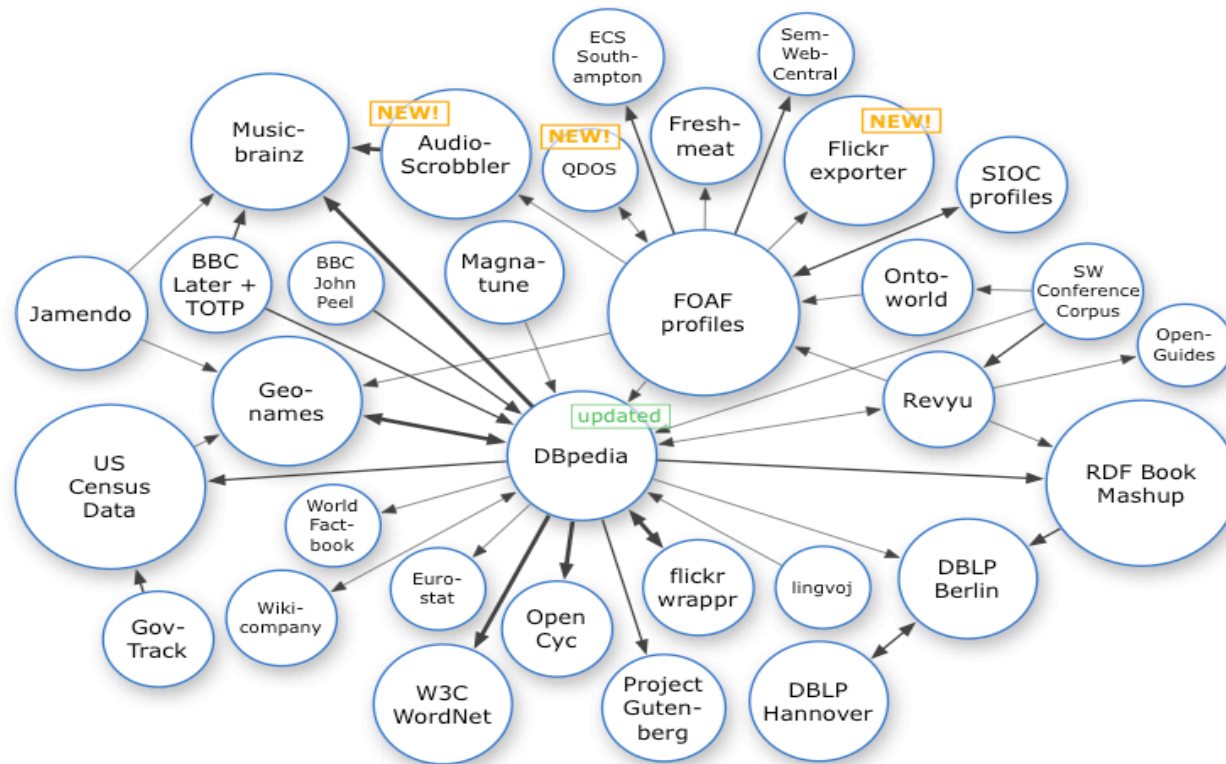 ECS
South-
ampton
Sem-
Web-
Central
NEW!
Music-
brainz
Audio-
Scrobbler
NEW!
QDOS
Fresh-
meat
NEW!
Flickr
exporter
SIOC
profiles
Jamendo
BBC
Later +
TOTP
BBC
John
Peel
Magna-
tune
FOAF
profiles
Onto-
world
SW
Conference
Corpus
Open-
Guides
Geo-
names
updated
DBpedia
Revyu
US
Census
Data
RDF Book
Mashup
World
Fact-
book
Euro-
stat
flickr
wrappr
lingvoj
DBLP
Berlin
Gov-
Track
Wiki-
company
Open
Cyc
W3C
WordNet
Project
Guten-
berg
DBLP
Hannover